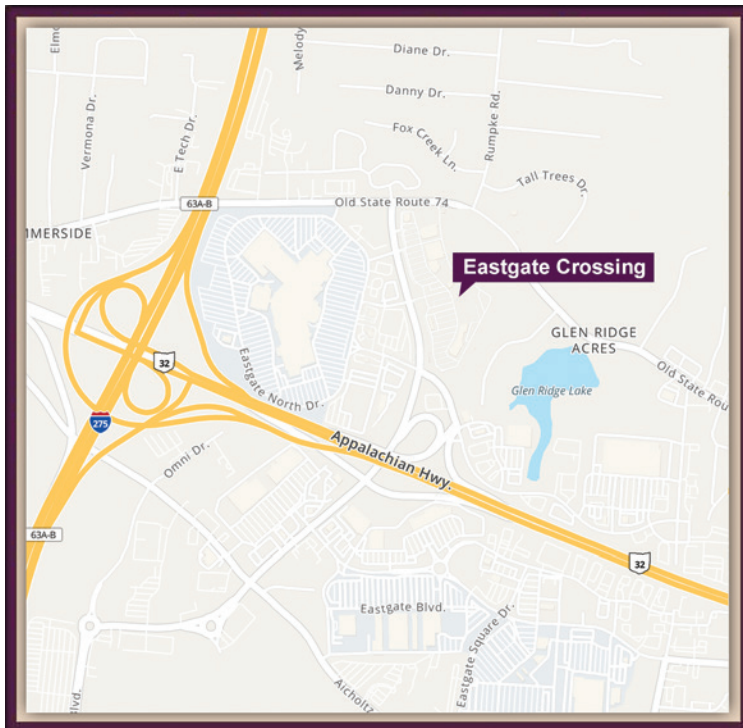 Elmo
Vermona Dr.
E Tech Dr.
Melody
Diane Dr.
Danny Dr.
Fox Creek Ln.
Rumpke Rd.
Tall Trees Dr.
63A-B
Old State Route 74
MMERSIDE
Eastgate Crossing
GLEN RIDGE
ACRES
32
Eastgate North Dr.
Glen Ridge Lake
Old State Rou
275
Omni Dr.
Appalachian Hwy.
63A-B
32
Eastgate Blvd.
Eastgate Square Dr.
Aicholtz
Blvd.